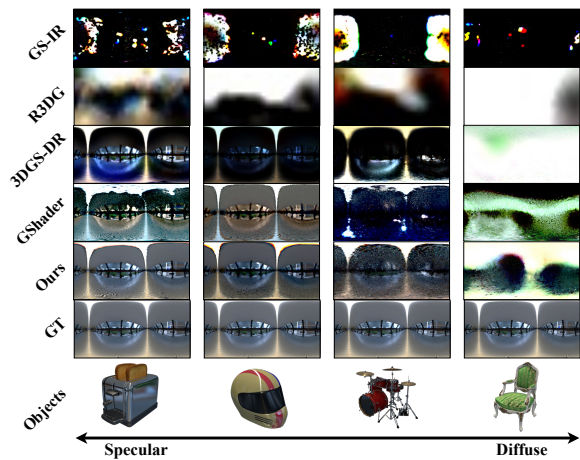 GS-IR
R3DG
3DGS-DR
GShader
Ours
GT
Objects
Specular
Diffuse